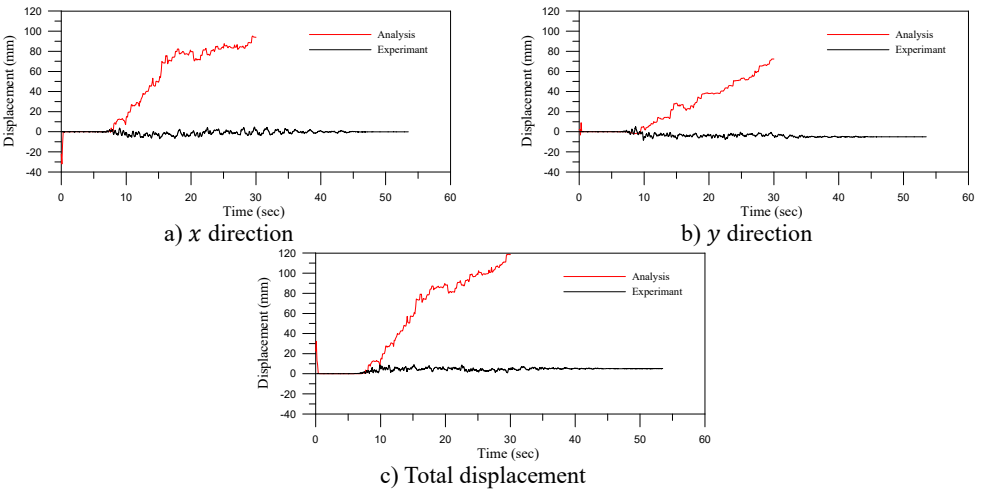 120
100
80
60
40
20
0
-20
-40
Displacement (mm)
Analysis
Experimant
0 10 20 30 40 50 60
Time (sec)
a) x direction
120
100
80
60
40
20
0
-20
-40
Displacement (mm)
Analysis
Experimant
0 10 20 30 40 50 60
Time (sec)
b) y direction
120
100
80
60
40
20
0
-20
-40
Displacement (mm)
Analysis
Experimant
0 10 20 30 40 50 60
Time (sec)
c) Total displacement